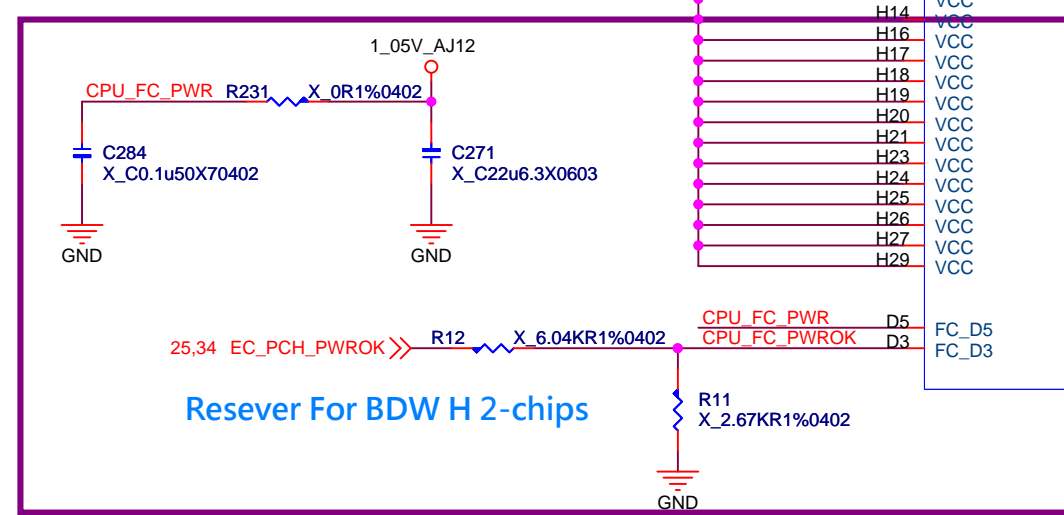 VCC
H14 VCC
H16 VCC
H17 VCC
H18 VCC
H19 VCC
H20 VCC
H21 VCC
H23 VCC
H24 VCC
H25 VCC
H26 VCC
H27 VCC
H29 VCC
1_05V_AJ12
CPU_FC_PWR R231 X_0R1%0402
C284
X_C0.1u50X70402
GND
C271
X_C22u6.3X0603
GND
CPU_FC_PWR D5 FC_D5
25,34 EC_PCH_PWROK R12 X_6.04KR1%0402 CPU_FC_PWROK D3 FC_D3
Resever For BDW H 2-chips
R11
X_2.67KR1%0402
GND